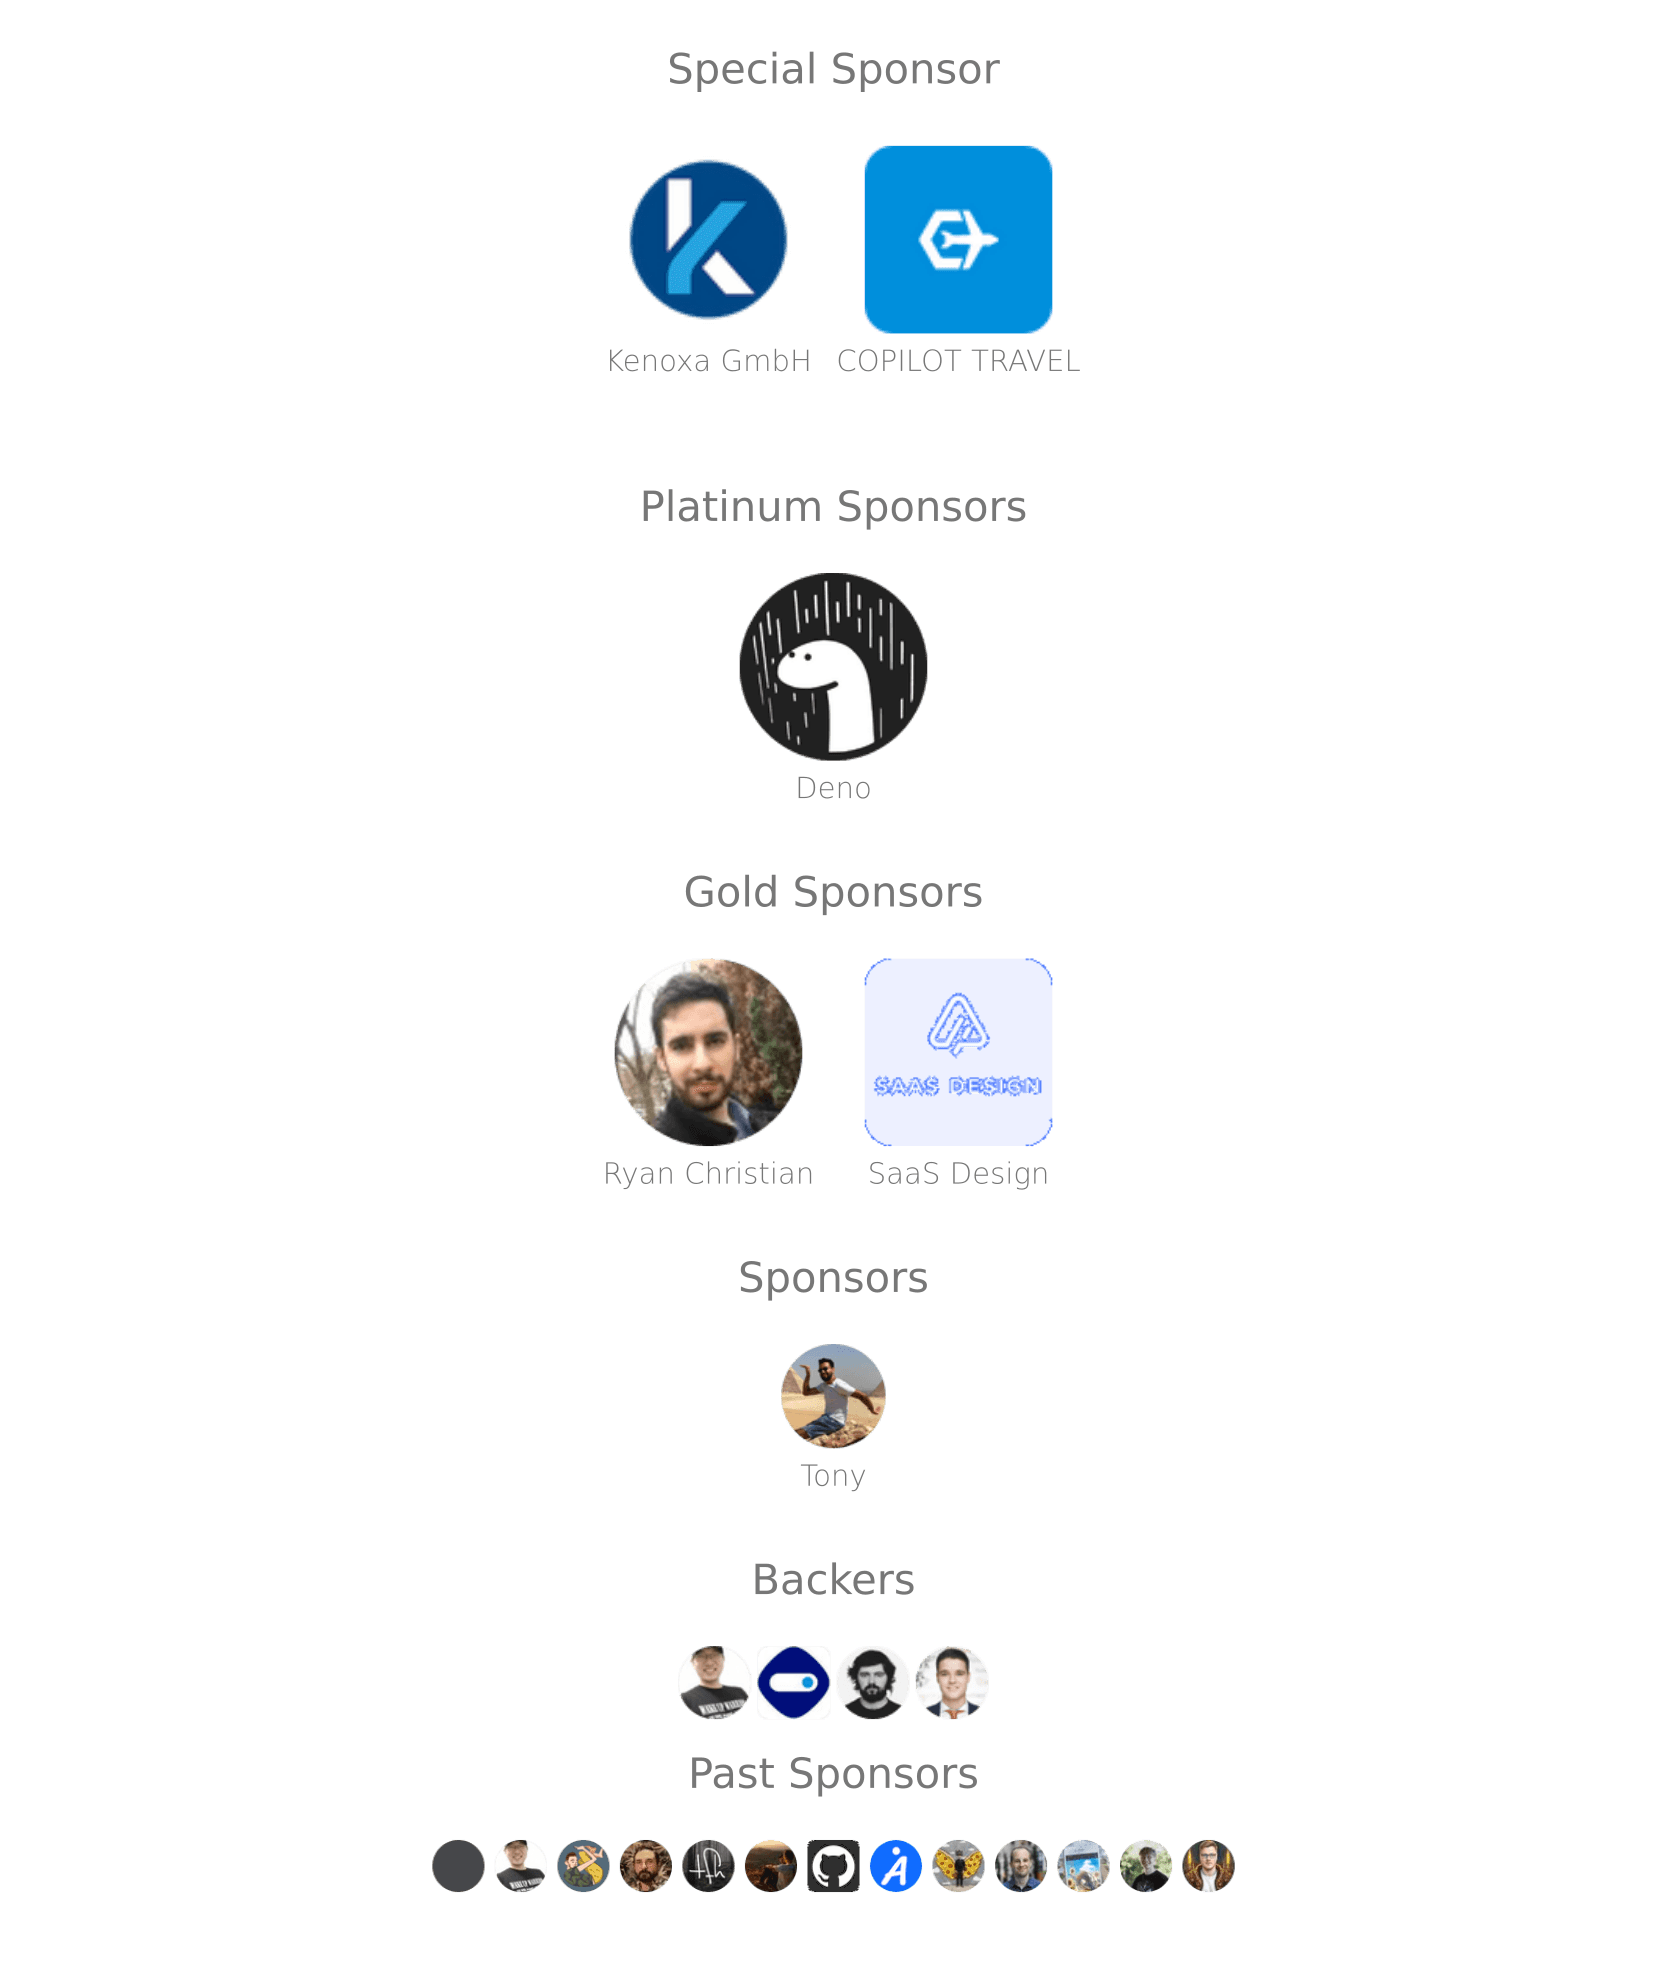 Special Sponsor
Kenoxa GmbH COPILOT TRAVEL
Platinum Sponsors
Deno
Gold Sponsors
SAAS DESIGN
Ryan Christian SaaS Design
Sponsors
Tony
Backers
Past Sponsors